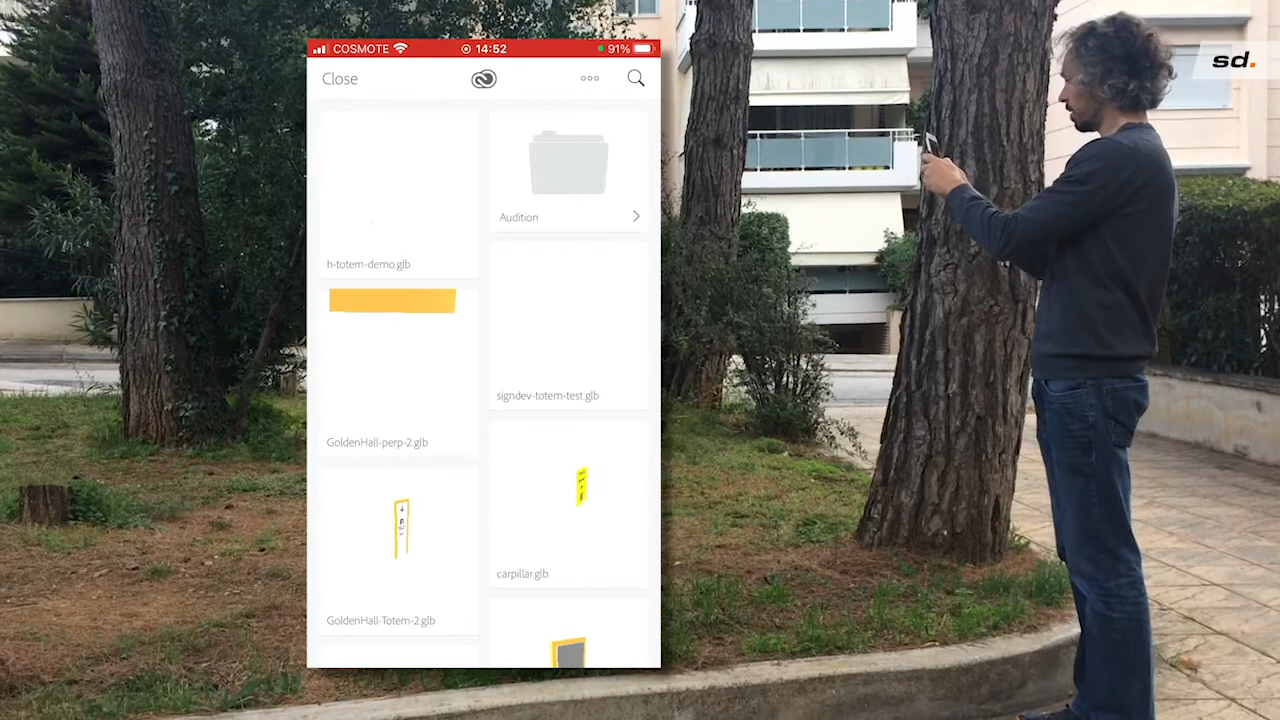 COSMOTE 14:52 91%
Close
sd.
Audition
h-totem-demo.glb
signdev-totem-test.glb
GoldenHall-perp-2.glb
carpillar.glb
GoldenHall-Totem-2.glb